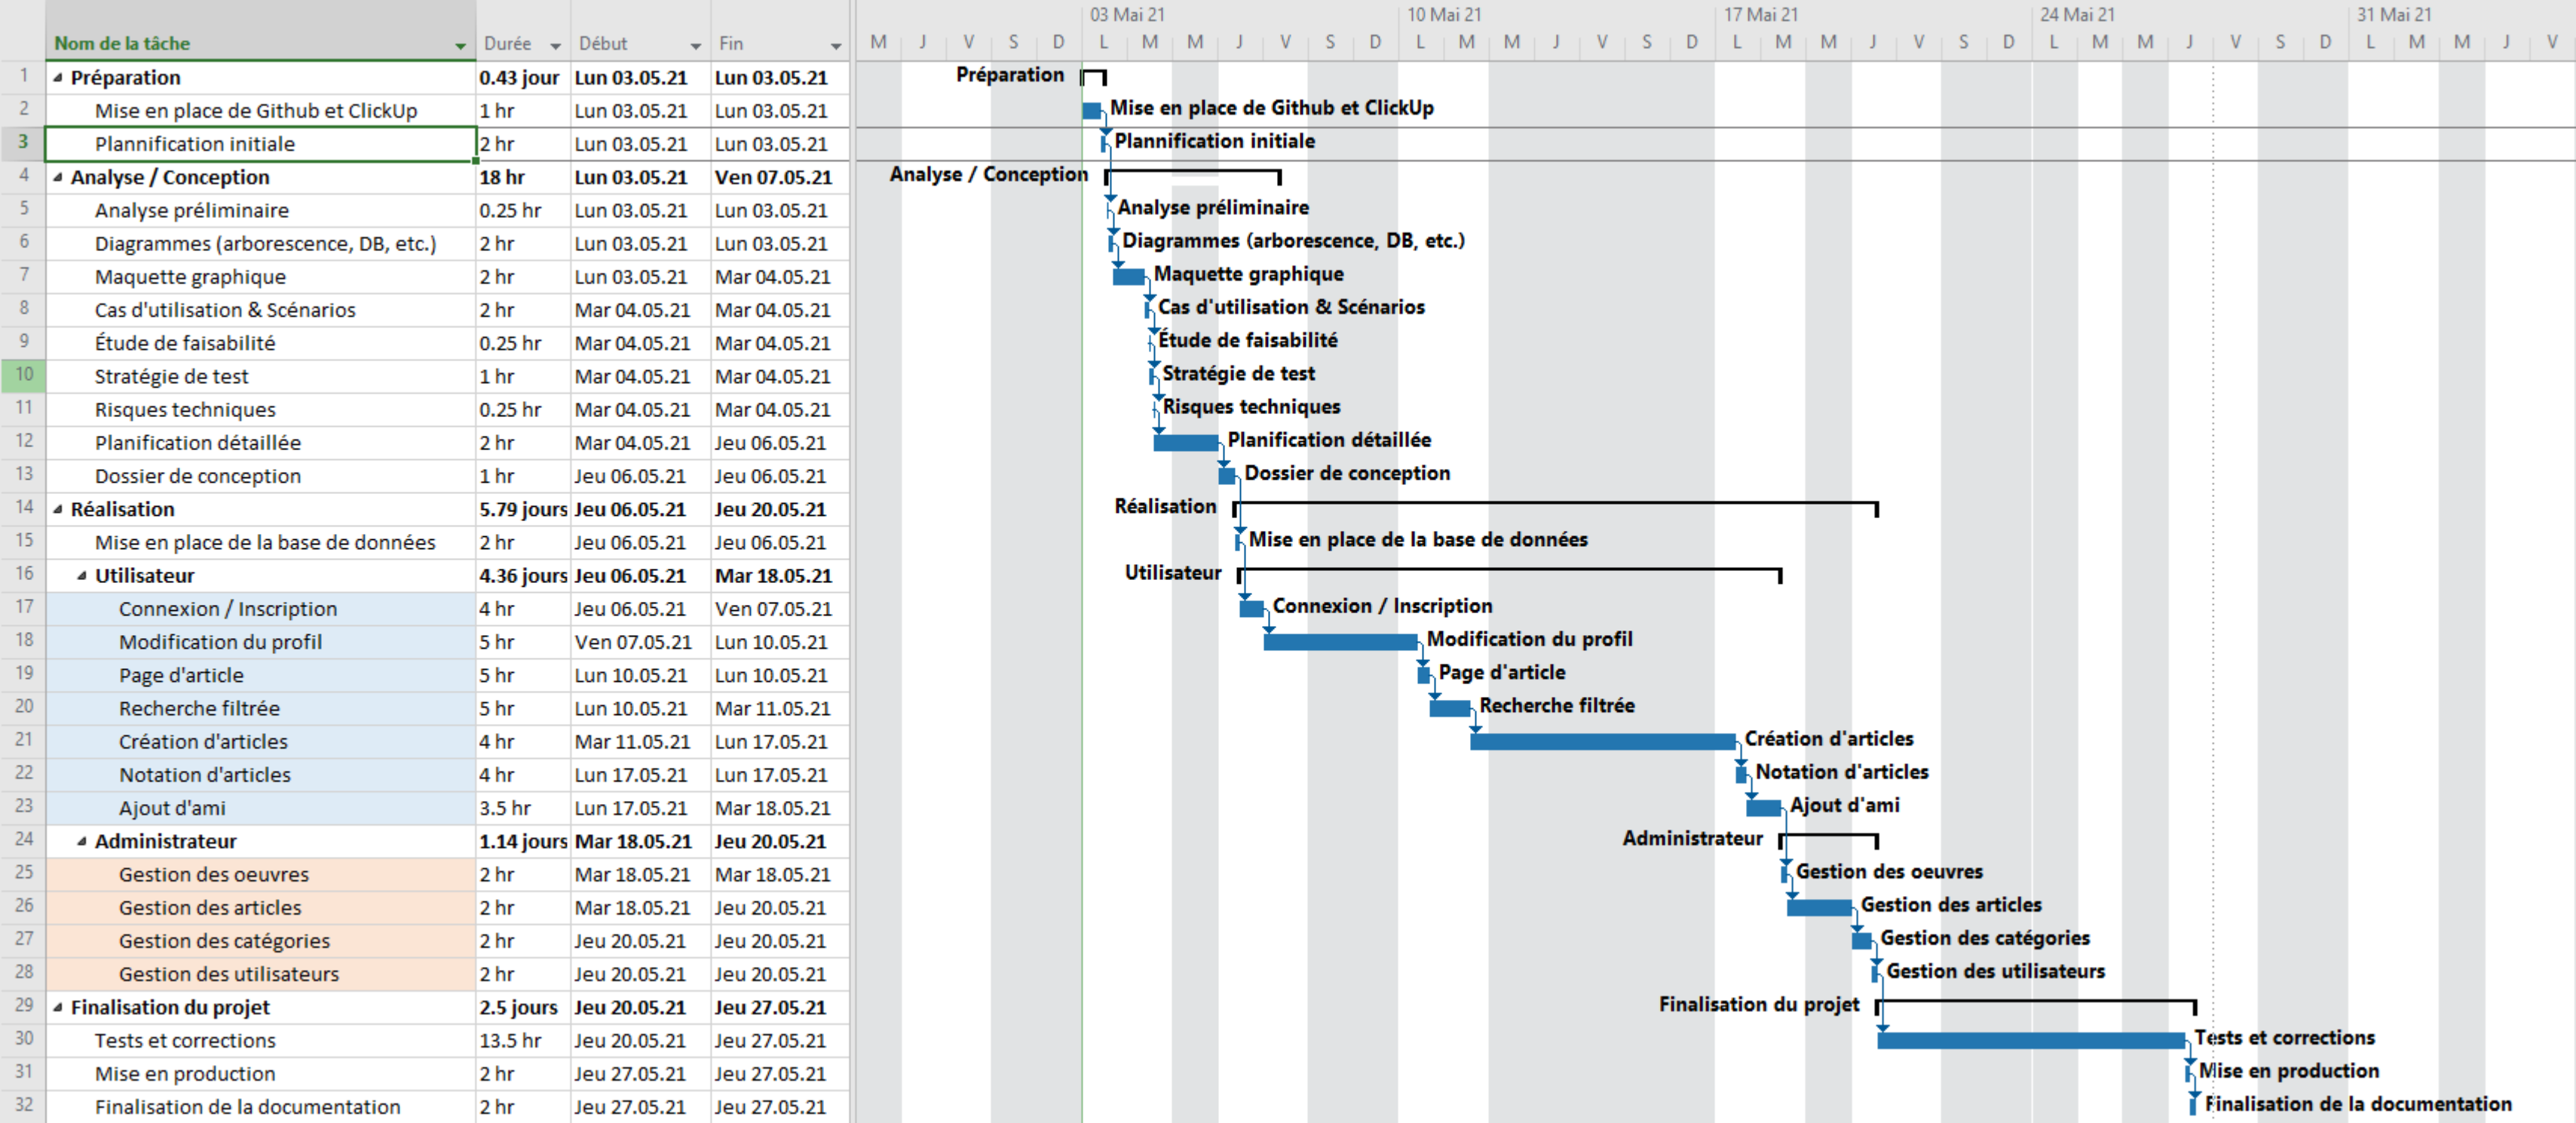 03 Mai 21 10 Mai 21 17 Mai 21 24 Mai 21 31 Mai 21
Nom de la tâche Durée Début Fin M J V S D L M M J V S D L M M J V S D L M M J V S D L M M J V S D L M M J V
1 Préparation 0.43 jour Lun 03.05.21 Lun 03.05.21 Préparation
2 Mise en place de Github et ClickUp 1 hr Lun 03.05.21 Lun 03.05.21 Mise en place de Github et ClickUp
3 Plannification initiale 2 hr Lun 03.05.21 Lun 03.05.21 Plannification initiale
4 Analyse / Conception 18 hr Lun 03.05.21 Ven 07.05.21 Analyse / Conception
5 Analyse préliminaire 0.25 hr Lun 03.05.21 Lun 03.05.21 Analyse préliminaire
6 Diagrammes (arborescence, DB, etc.) 2 hr Lun 03.05.21 Lun 03.05.21 Diagrammes (arborescence, DB, etc.)
7 Maquette graphique 2 hr Lun 03.05.21 Mar 04.05.21 Maquette graphique
8 Cas d'utilisation & Scénarios 2 hr Mar 04.05.21 Mar 04.05.21 Cas d'utilisation & Scénarios
9 Étude de faisabilité 0.25 hr Mar 04.05.21 Mar 04.05.21 Étude de faisabilité
10 Stratégie de test 1 hr Mar 04.05.21 Mar 04.05.21 Stratégie de test
11 Risques techniques 0.25 hr Mar 04.05.21 Mar 04.05.21 Risques techniques
12 Planification détaillée 2 hr Mar 04.05.21 Jeu 06.05.21 Planification détaillée
13 Dossier de conception 1 hr Jeu 06.05.21 Jeu 06.05.21 Dossier de conception
14 Réalisation 5.79 jours Jeu 06.05.21 Jeu 20.05.21 Réalisation
15 Mise en place de la base de données 2 hr Jeu 06.05.21 Jeu 06.05.21 Mise en place de la base de données
16 Utilisateur 4.36 jours Jeu 06.05.21 Mar 18.05.21 Utilisateur
17 Connexion / Inscription 4 hr Jeu 06.05.21 Ven 07.05.21 Connexion / Inscription
18 Modification du profil 5 hr Ven 07.05.21 Lun 10.05.21 Modification du profil
19 Page d'article 5 hr Lun 10.05.21 Lun 10.05.21 Page d'article
20 Recherche filtrée 5 hr Lun 10.05.21 Mar 11.05.21 Recherche filtrée
21 Création d'articles 4 hr Mar 11.05.21 Lun 17.05.21 Création d'articles
22 Notation d'articles 4 hr Lun 17.05.21 Lun 17.05.21 Notation d'articles
23 Ajout d'ami 3.5 hr Lun 17.05.21 Mar 18.05.21 Ajout d'ami
24 Administrateur 1.14 jours Mar 18.05.21 Jeu 20.05.21 Administrateur
25 Gestion des oeuvres 2 hr Mar 18.05.21 Mar 18.05.21 Gestion des oeuvres
26 Gestion des articles 2 hr Mar 18.05.21 Jeu 20.05.21 Gestion des articles
27 Gestion des catégories 2 hr Jeu 20.05.21 Jeu 20.05.21 Gestion des catégories
28 Gestion des utilisateurs 2 hr Jeu 20.05.21 Jeu 20.05.21 Gestion des utilisateurs
29 Finalisation du projet 2.5 jours Jeu 20.05.21 Jeu 27.05.21 Finalisation du projet
30 Tests et corrections 13.5 hr Jeu 20.05.21 Jeu 27.05.21 Tests et corrections
31 Mise en production 2 hr Jeu 27.05.21 Jeu 27.05.21 Mise en production
32 Finalisation de la documentation 2 hr Jeu 27.05.21 Jeu 27.05.21 Finalisation de la documentation